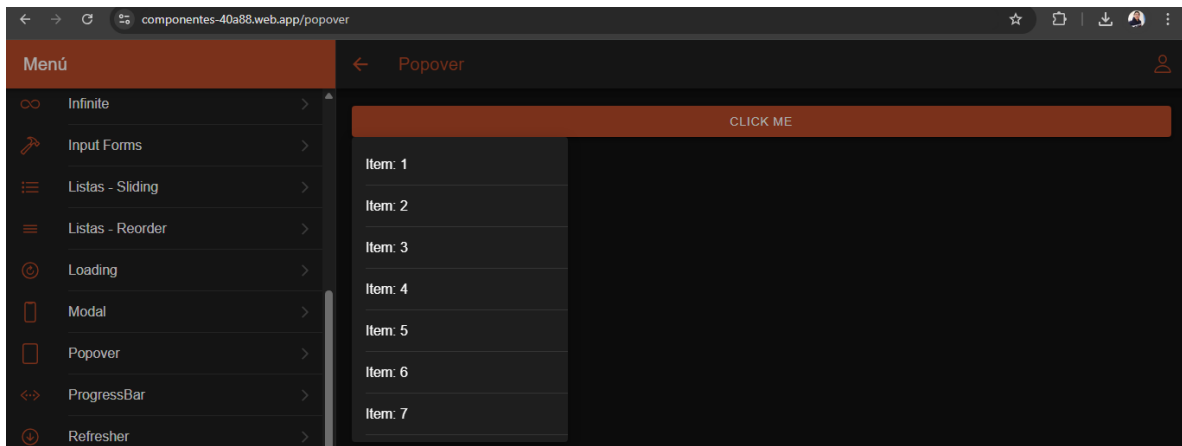 componentes-40a88.web.app/popover
Menú
Popover
Infinite
Input Forms
Listas - Sliding
Listas - Reorder
Loading
Modal
Popover
ProgressBar
Refresher
CLICK ME
Item: 1
Item: 2
Item: 3
Item: 4
Item: 5
Item: 6
Item: 7